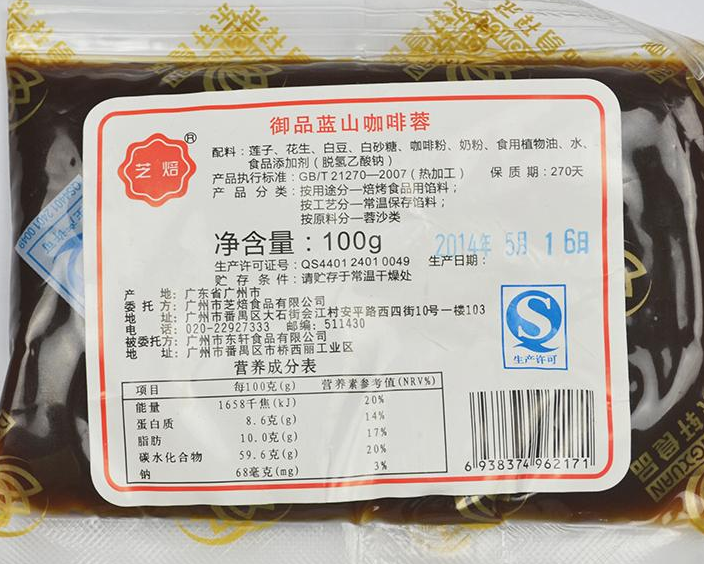 芝焙®
御品蓝山咖啡蓉
配料：莲子、花生、白豆、白砂糖、咖啡粉、奶粉、食用植物油、水、
食品添加剂（脱氢乙酸钠）
产品执行标准：GB/T 21270—2007（热加工） 保质期：270天
产品分类：按用途分—焙烤食品用馅料；
按工艺分—常温保存馅料；
按原料分—蓉沙类
净含量：100g
2014年 5月 16日
生产许可证号：QS4401 2401 0049 生产日期：
贮存条件：请贮存于常温干燥处
产地：广东省广州市
委托方：广州市芝焙食品有限公司
地址：广州市番禺区大石街会江村安平路西四街10号一楼103
电话：020-22927333 邮编：511430
被委托方：广州市东轩食品有限公司
地址：广州市番禺区市桥西丽工业区
生产许可
营养成分表
项目 每100克(g) 营养素参考值(NRV%)
能量 1658千焦(kJ) 20%
蛋白质 8.6克(g) 14%
脂肪 10.0克(g) 17%
碳水化合物 59.6克(g) 20%
钠 68毫克(mg) 3%
6 938374 962171
QS4401 2401 0049
轩食品